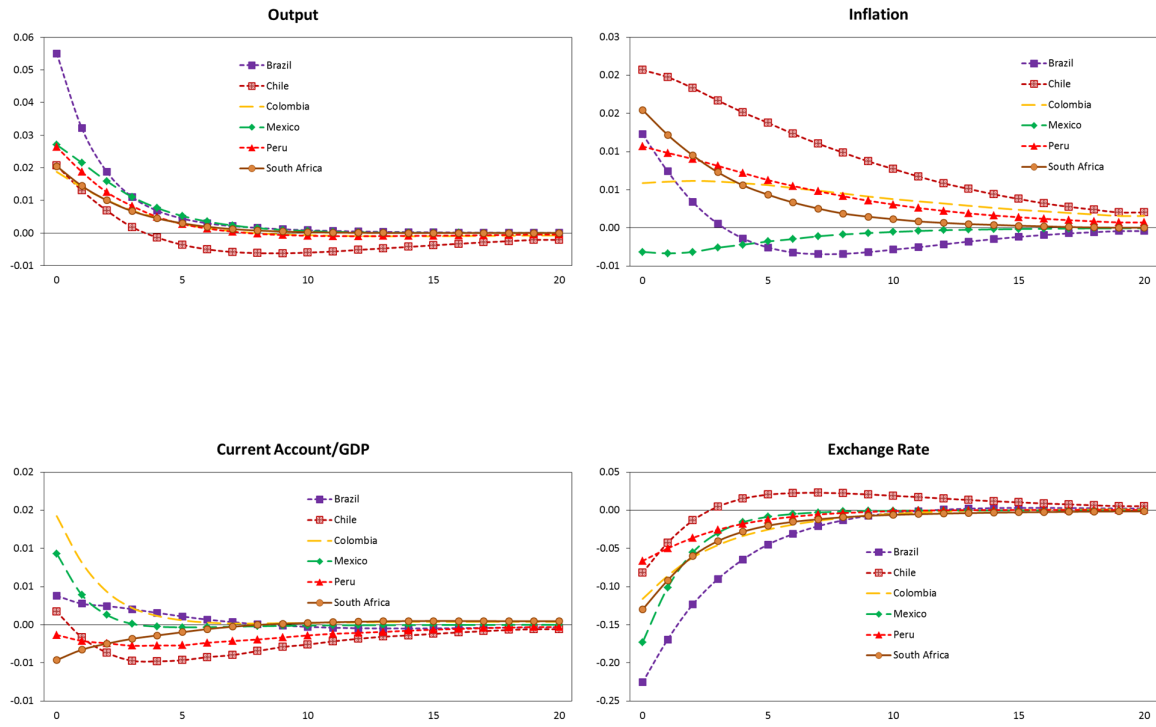 Output
0.06
0.05
0.04
0.03
0.02
0.01
0.00
-0.01
0 5 10 15 20
Brazil
Chile
Colombia
Mexico
Peru
South Africa
Inflation
0.03
0.02
0.02
0.01
0.01
0.00
-0.01
0 5 10 15 20
Brazil
Chile
Colombia
Mexico
Peru
South Africa
Current Account/GDP
0.02
0.02
0.01
0.01
0.00
-0.01
-0.01
0 5 10 15 20
Brazil
Chile
Colombia
Mexico
Peru
South Africa
Exchange Rate
0.05
0.00
-0.05
-0.10
-0.15
-0.20
-0.25
0 5 10 15 20
Brazil
Chile
Colombia
Mexico
Peru
South Africa